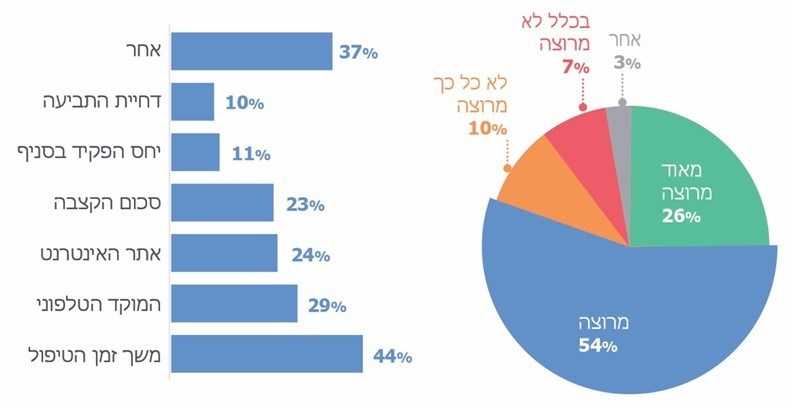 בכלל לא
מרוצה
7%
אחר
3%
לא כל כך
מרוצה
10%
מאוד
מרוצה
26%
מרוצה
54%
אחר 37%
דחיית התביעה 10%
יחס הפקיד בסניף 11%
סכום הקצבה 23%
אתר האינטרנט 24%
המוקד הטלפוני 29%
משך זמן הטיפול 44%